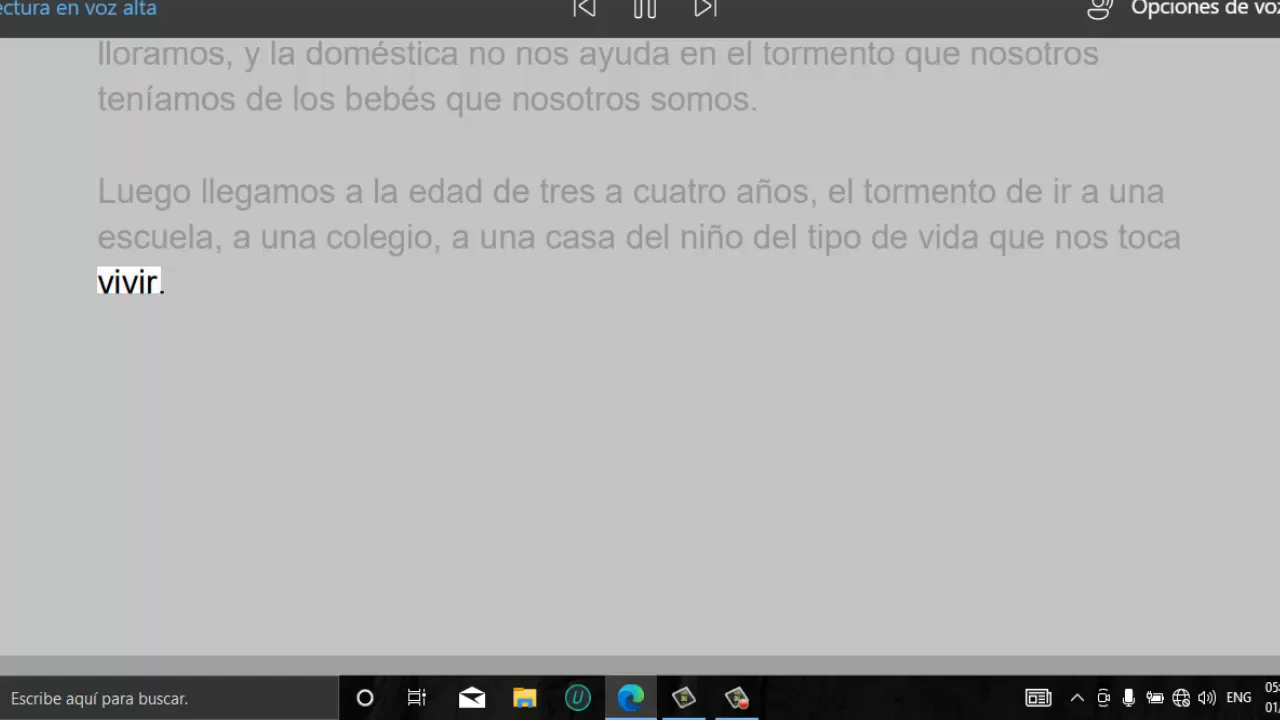 ectura en voz alta
Opciones de voz
lloramos, y la doméstica no nos ayuda en el tormento que nosotros
teníamos de los bebés que nosotros somos.
Luego llegamos a la edad de tres a cuatro años, el tormento de ir a una
escuela, a una colegio, a una casa del niño del tipo de vida que nos toca
vivir.
Escribe aquí para buscar.
ENG
05:
01/